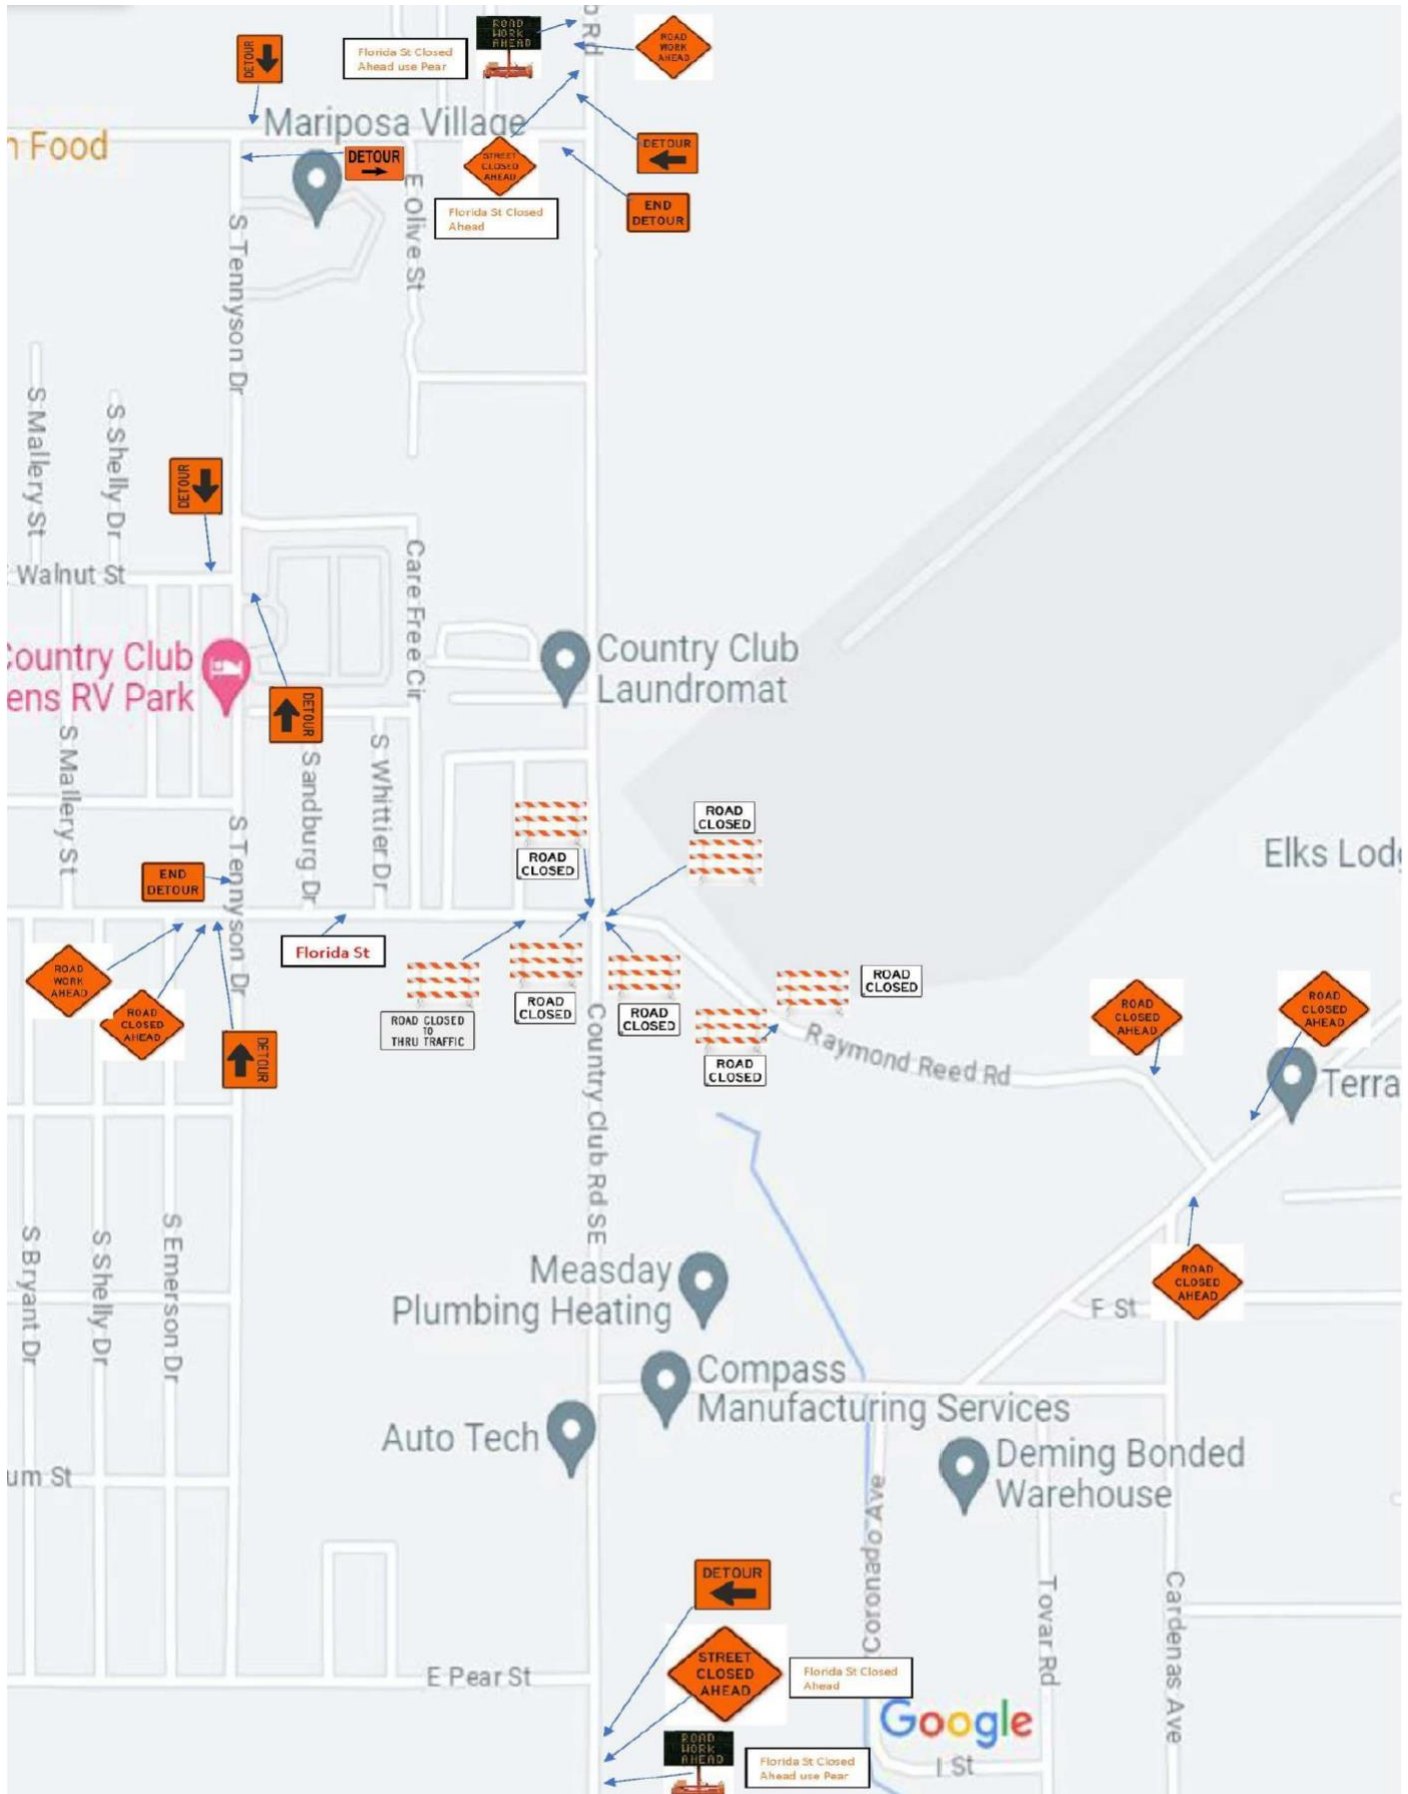 o Rd
ROAD
WORK
AHEAD
Florida St Closed
Ahead use Pear
ROAD
WORK
AHEAD
DETOUR
Mariposa Village
n Food
DETOUR
STREET
CLOSED
AHEAD
DETOUR
Florida St Closed
Ahead
END
DETOUR
E Olive St
S Tennyson Dr
S Mallery St
S Shelly Dr
DETOUR
Walnut St
Care Free Cir
Country Club
Laundromat
Country Club
ens RV Park
DETOUR
S Mallery St
Sandburg Dr
S Whittier Dr
S Tennyson Dr
ROAD
CLOSED
ROAD
CLOSED
Elks Lod
END
DETOUR
Florida St
ROAD
WORK
AHEAD
ROAD
CLOSED
AHEAD
DETOUR
ROAD CLOSED
TO
THRU TRAFFIC
ROAD
CLOSED
ROAD
CLOSED
ROAD
CLOSED
ROAD
CLOSED
Raymond Reed Rd
Country Club Rd SE
ROAD
CLOSED
AHEAD
ROAD
CLOSED
AHEAD
Terra
ROAD
CLOSED
AHEAD
S Bryant Dr
S Shelly Dr
S Emerson Dr
Measday
Plumbing Heating
F St
Compass
Manufacturing Services
Auto Tech
Deming Bonded
Warehouse
um St
Coronado Ave
Tovar Rd
Cardenas Ave
DETOUR
E Pear St
STREET
CLOSED
AHEAD
Florida St Closed
Ahead
Google
ROAD
WORK
AHEAD
Florida St Closed
Ahead use Pear
I St